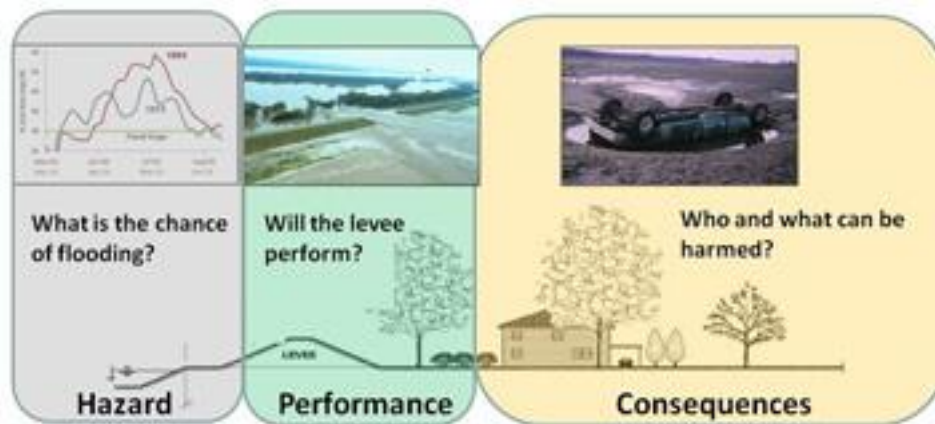 What is the chance
of flooding?
Will the levee
perform?
Who and what can be
harmed?
LEVEE
Hazard
Performance
Consequences